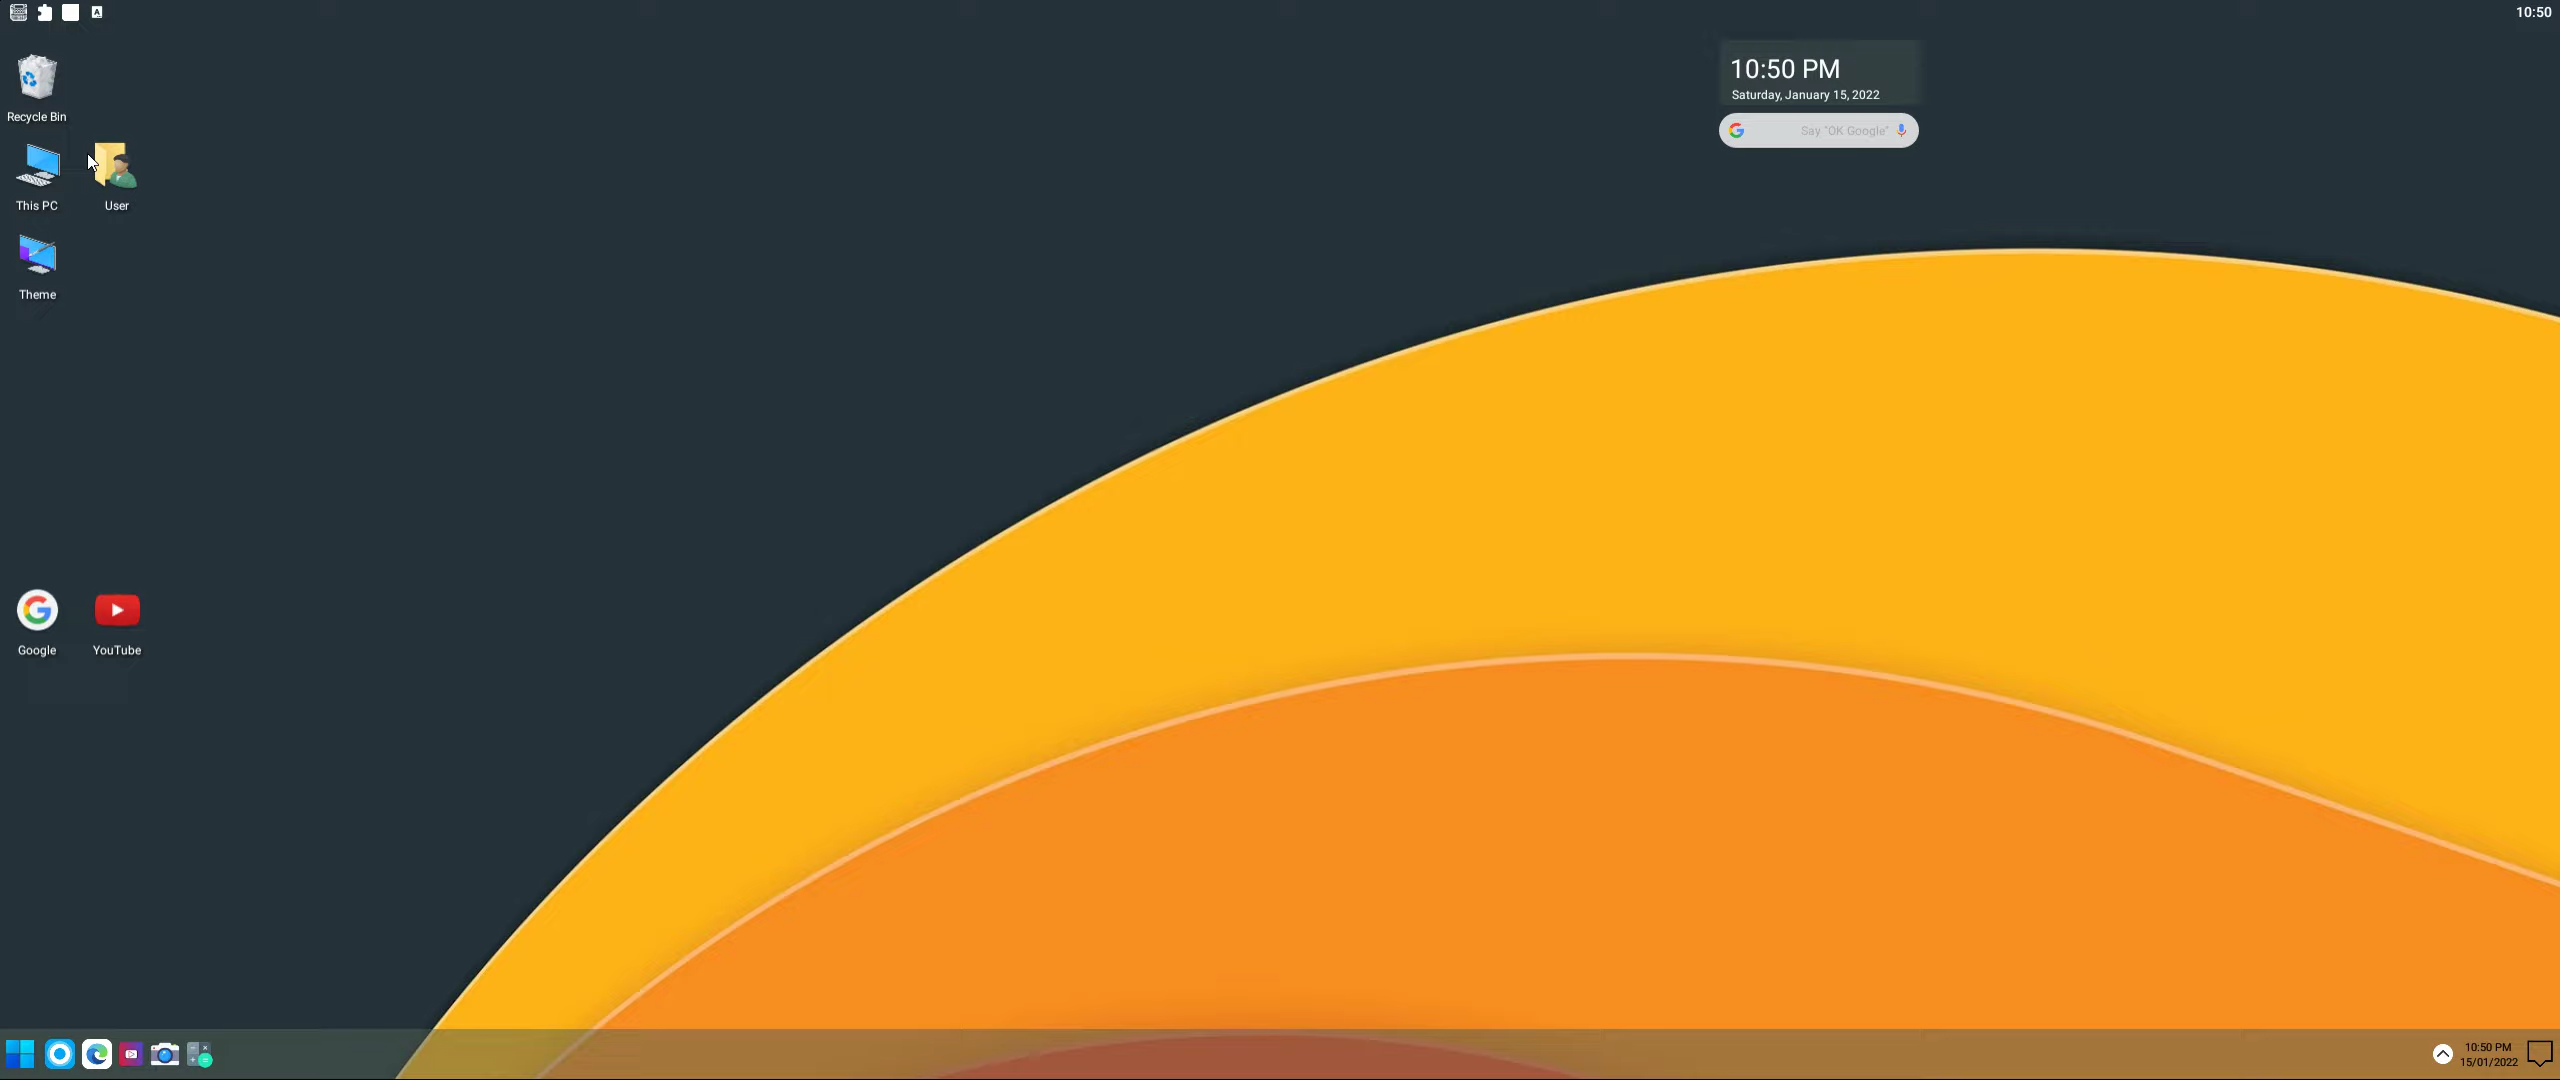 10:50
10:50 PM
Saturday, January 15, 2022
Say "OK Google"
Recycle Bin
This PC
User
Theme
Google
YouTube
10:50 PM
15/01/2022